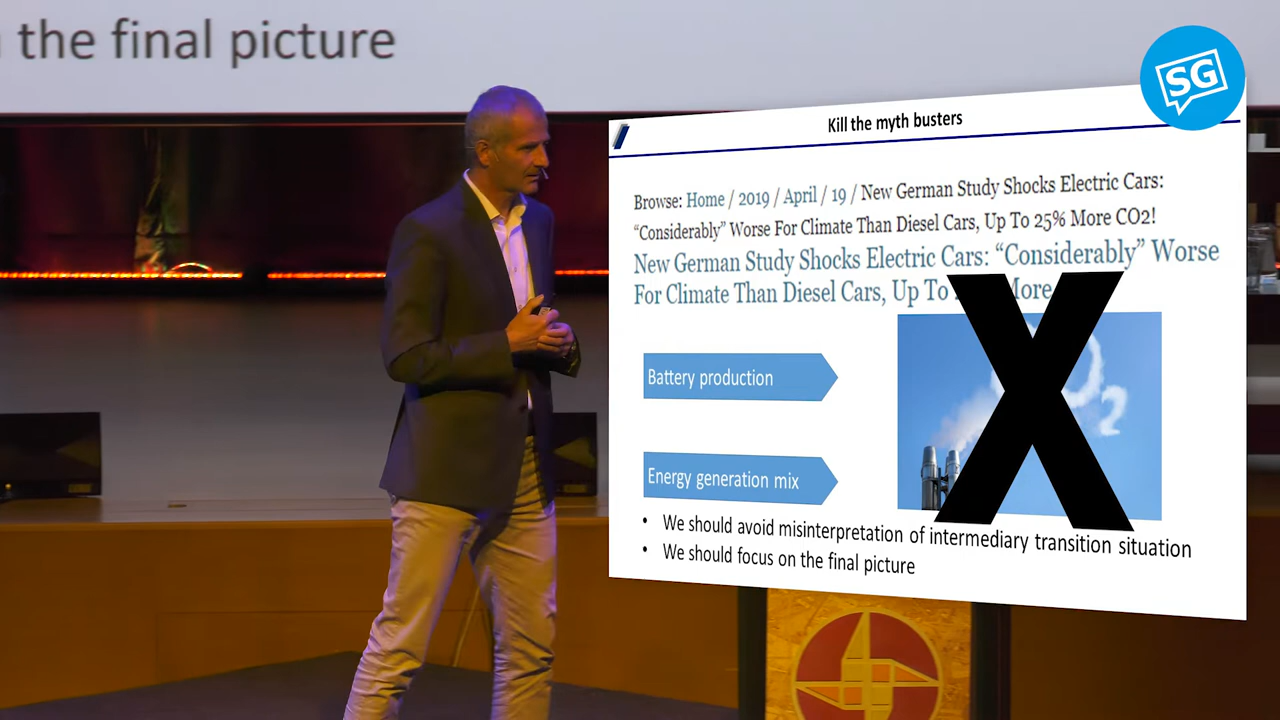 the final picture
SG
Kill the myth busters
Browse: Home / 2019 / April / 19 / New German Study Shocks Electric Cars:
“Considerably” Worse For Climate Than Diesel Cars, Up To 25% More CO2!
New German Study Shocks Electric Cars: “Considerably” Worse
For Climate Than Diesel Cars, Up To More
X
2
Battery production
Energy generation mix
• We should avoid misinterpretation of intermediary transition situation
• We should focus on the final picture